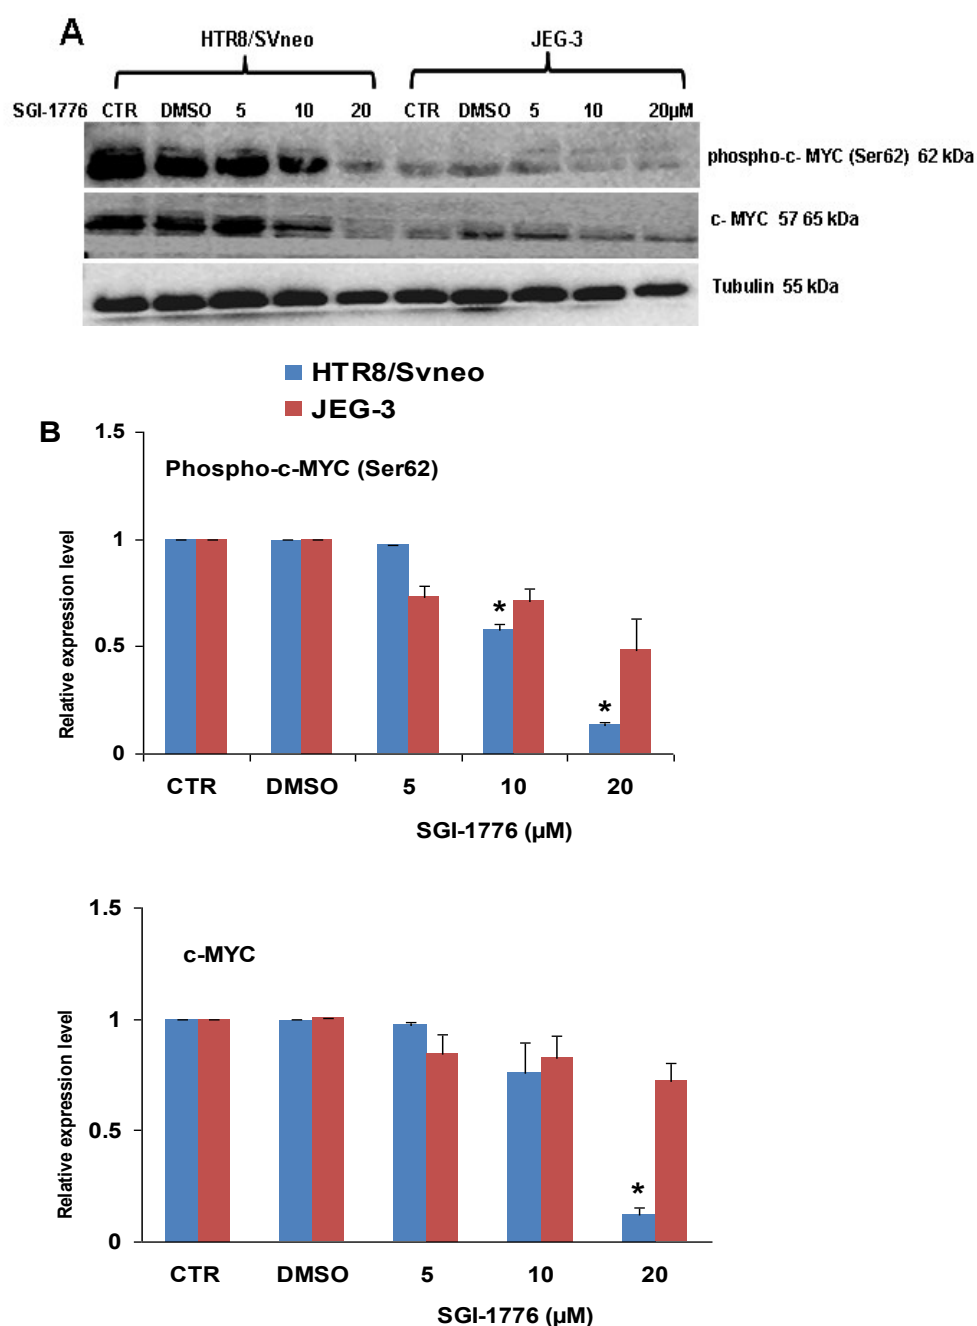 A
HTR8/SVneo JEG-3
SGI-1776 CTR DMSO 5 10 20 CTR DMSO 5 10 20µM
phospho-c- MYC (Ser62) 62 kDa
c- MYC 57 65 kDa
Tubulin 55 kDa
HTR8/Svneo
JEG-3
B
1.5
Phospho-c-MYC (Ser62)
1
0.5
0
Relative expression level
* *
CTR DMSO 5 10 20
SGI-1776 (µM)
1.5
c-MYC
1
0.5
0
Relative expression level
*
CTR DMSO 5 10 20
SGI-1776 (µM)